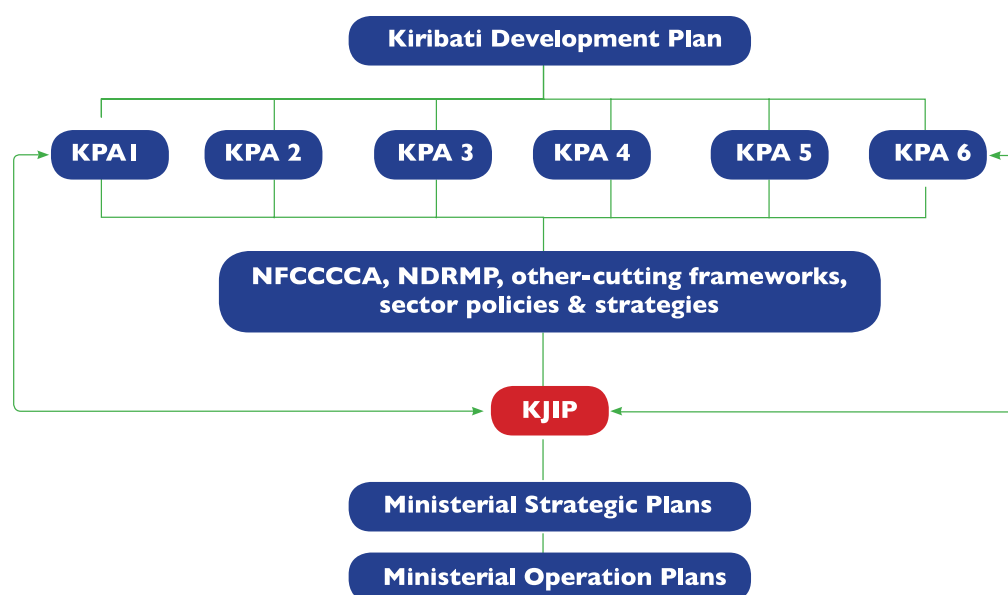 Kiribati Development Plan
KPA1
KPA 2
KPA 3
KPA 4
KPA 5
KPA 6
NFCCCCA, NDRMP, other-cutting frameworks,
sector policies & strategies
KJIP
Ministerial Strategic Plans
Ministerial Operation Plans